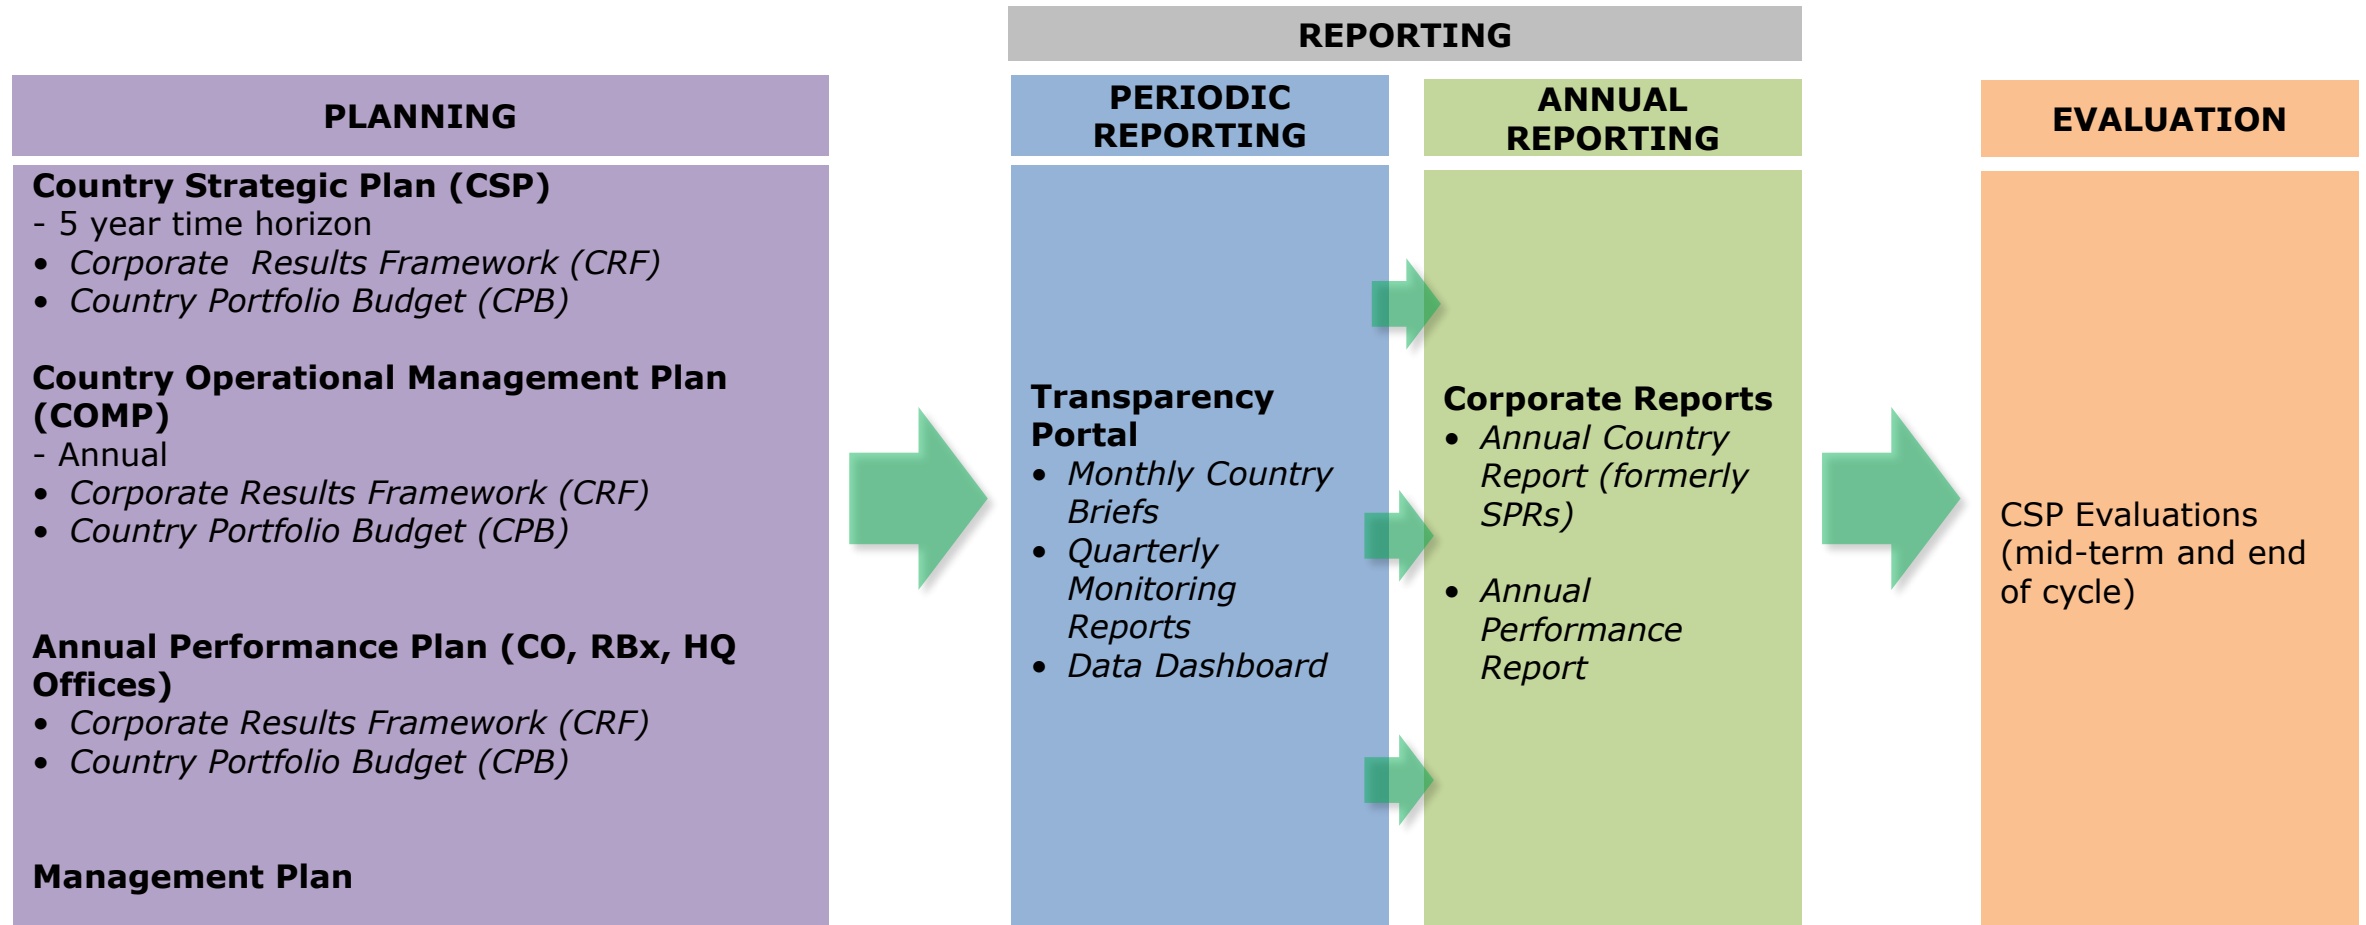 REPORTING
PLANNING
Country Strategic Plan (CSP)
- 5 year time horizon
• Corporate  Results Framework (CRF)
• Country Portfolio Budget (CPB)
Country Operational Management Plan
(COMP)
- Annual
• Corporate Results Framework (CRF)
• Country Portfolio Budget (CPB)
Annual Performance Plan (CO, RBx, HQ
Offices)
• Corporate Results Framework (CRF)
• Country Portfolio Budget (CPB)
Management Plan
PERIODIC
REPORTING
Transparency
Portal
• Monthly Country
Briefs
• Quarterly
Monitoring
Reports
• Data Dashboard
ANNUAL
REPORTING
Corporate Reports
• Annual Country
Report (formerly
SPRs)
• Annual
Performance
Report
EVALUATION
CSP Evaluations
(mid-term and end
of cycle)